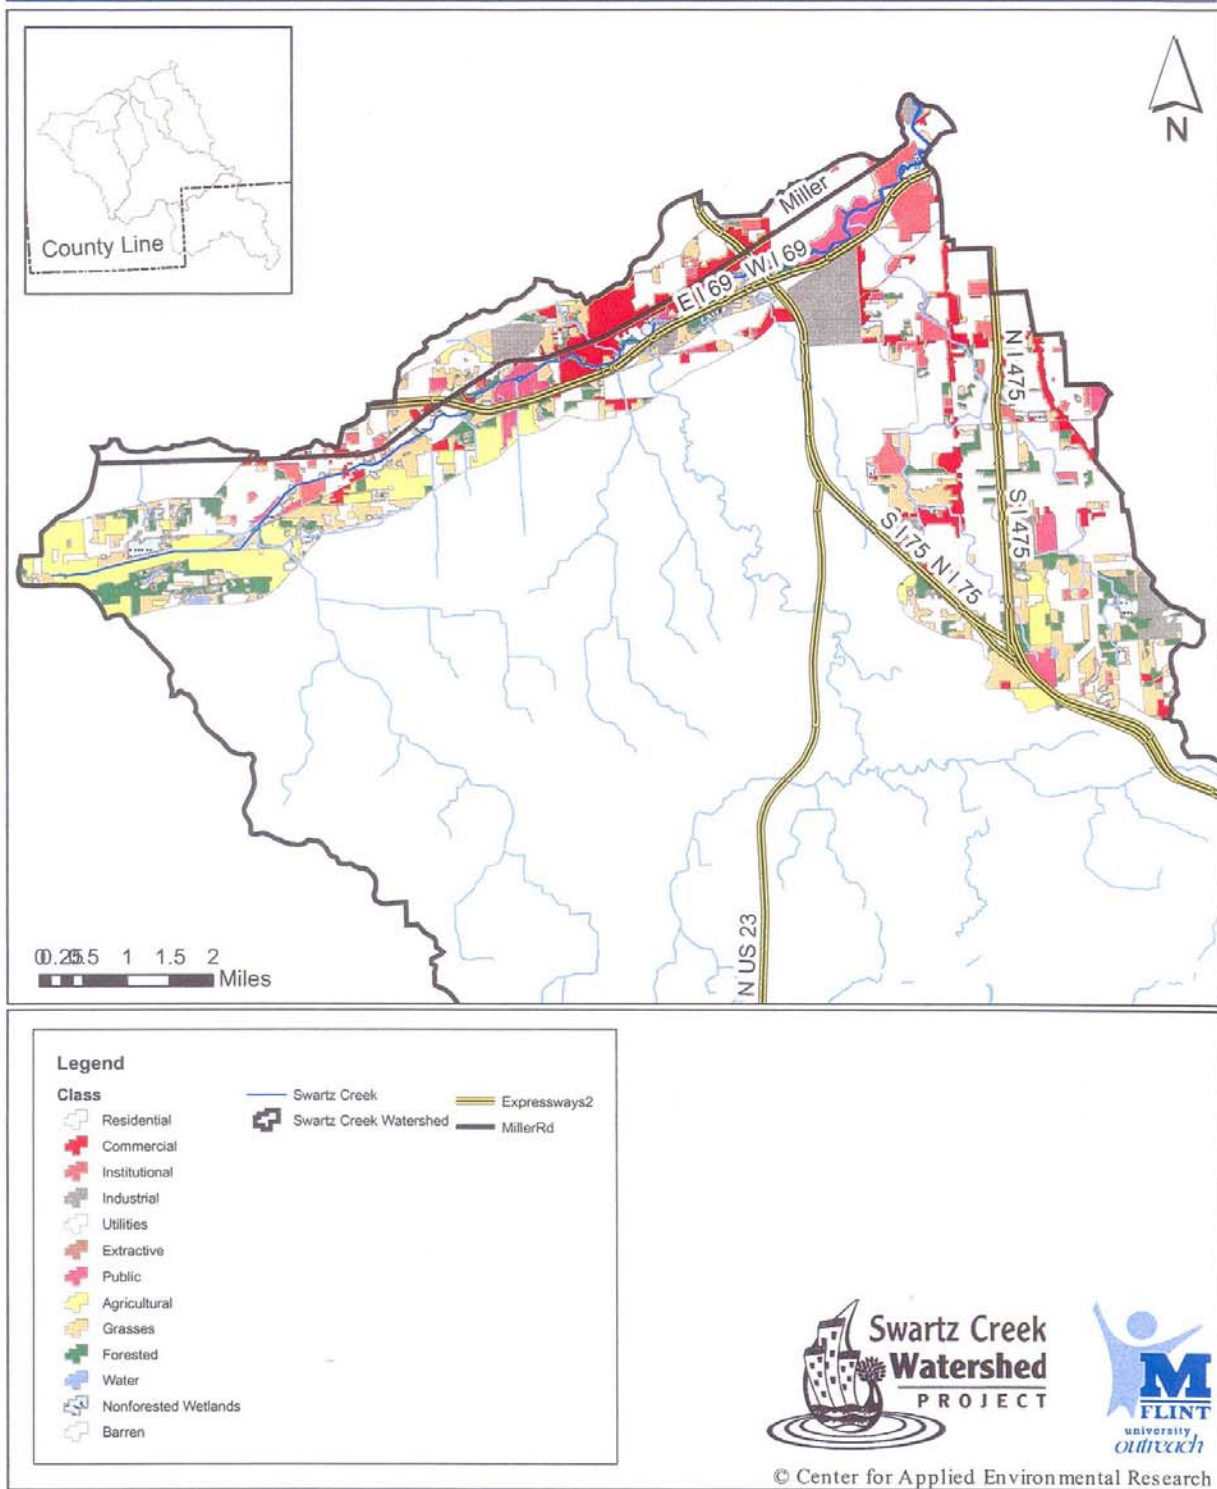 County Line
N
Miller
E I 69 W I 69
N I 475
S I 475
S I 75 N I 75
N US 23
0 0.25 0.5 1 1.5 2
Miles
Legend
Class
Residential
Commercial
Institutional
Industrial
Utilities
Extractive
Public
Agricultural
Grasses
Forested
Water
Nonforested Wetlands
Barren
Swartz Creek
Swartz Creek Watershed
Expressways2
MillerRd
Swartz Creek
Watershed
PROJECT
M
FLINT
university
outreach
© Center for Applied Environmental Research